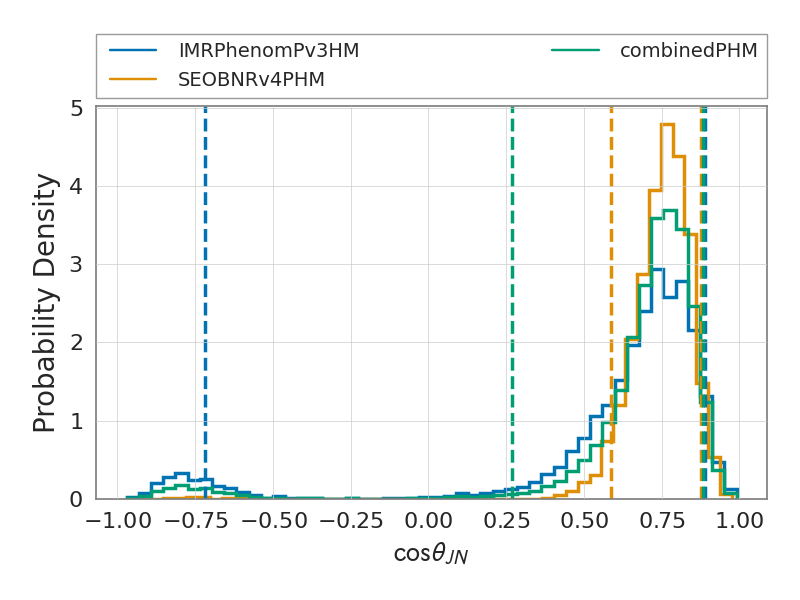 IMRPhenomPv3HM
SEOBNRv4PHM
combinedPHM
Probability Density
5
4
3
2
1
0
−1.00 −0.75 −0.50 −0.25 0.00 0.25 0.50 0.75 1.00
cosθJN